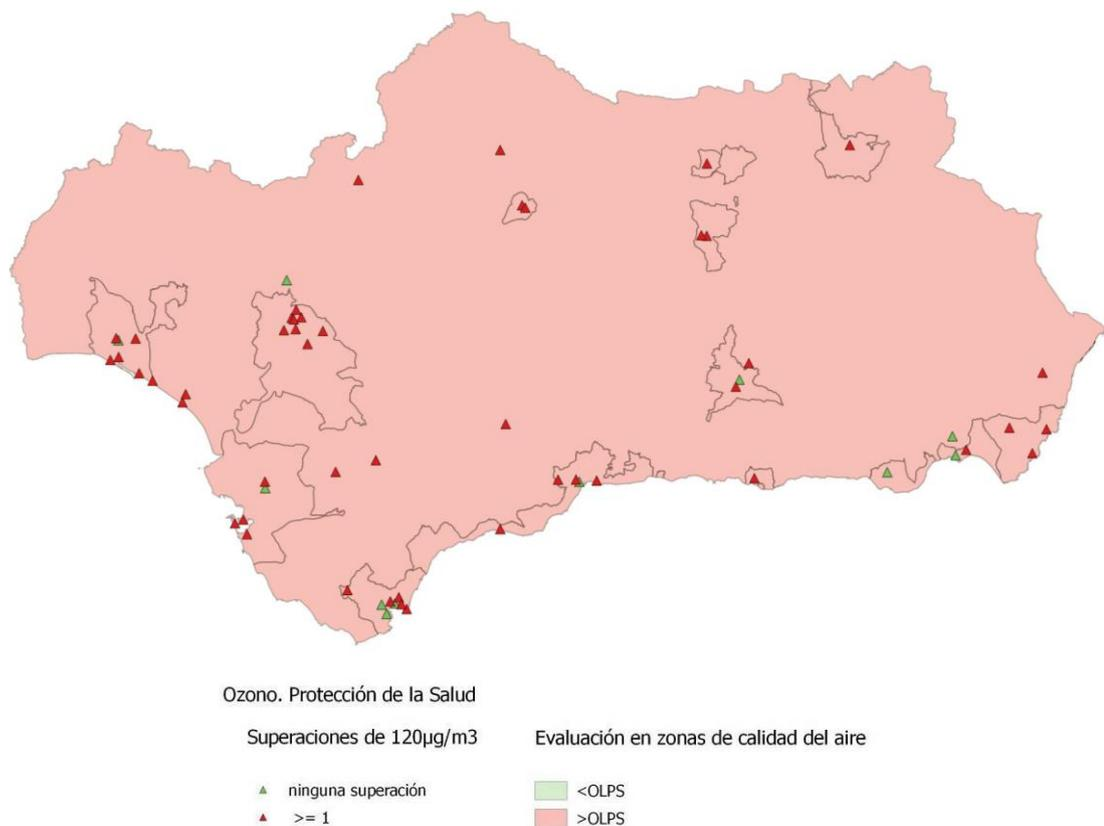 Ozono. Protección de la Salud
Superaciones de 120µg/m3
ninguna superación
>= 1
Evaluación en zonas de calidad del aire
<OLPS
>OLPS